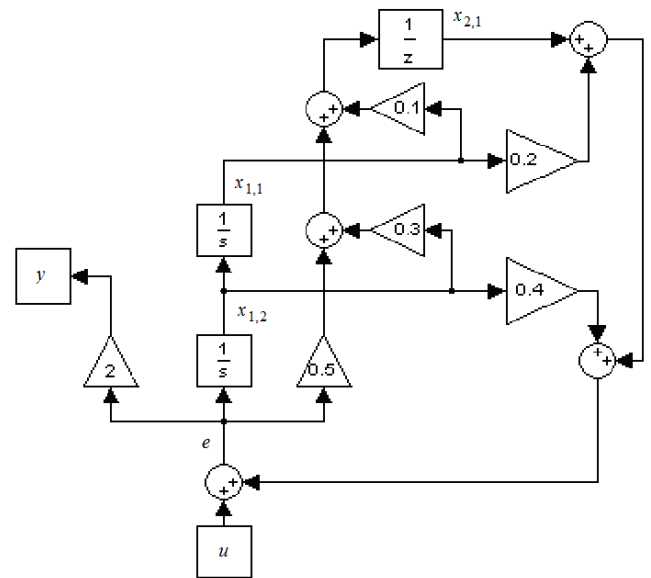 1
z
x2,1
+
+
+
+
0.1
0.2
x1,1
1
s
+
+
0.3
y
x1,2
0.4
1
s
2
0.5
+
+
e
+
+
u